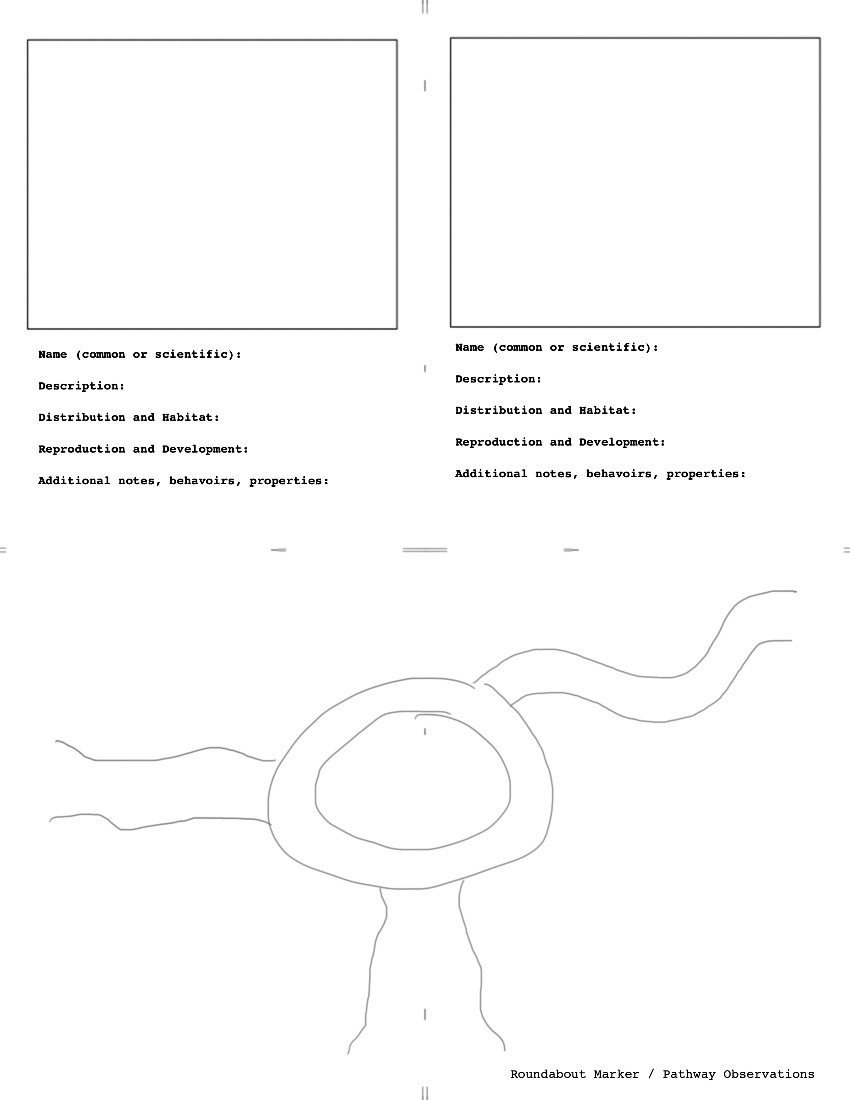 Name (common or scientific):
Description:
Distribution and Habitat:
Reproduction and Development:
Additional notes, behavoirs, properties:
Name (common or scientific):
Description:
Distribution and Habitat:
Reproduction and Development:
Additional notes, behavoirs, properties:
Roundabout Marker / Pathway Observations